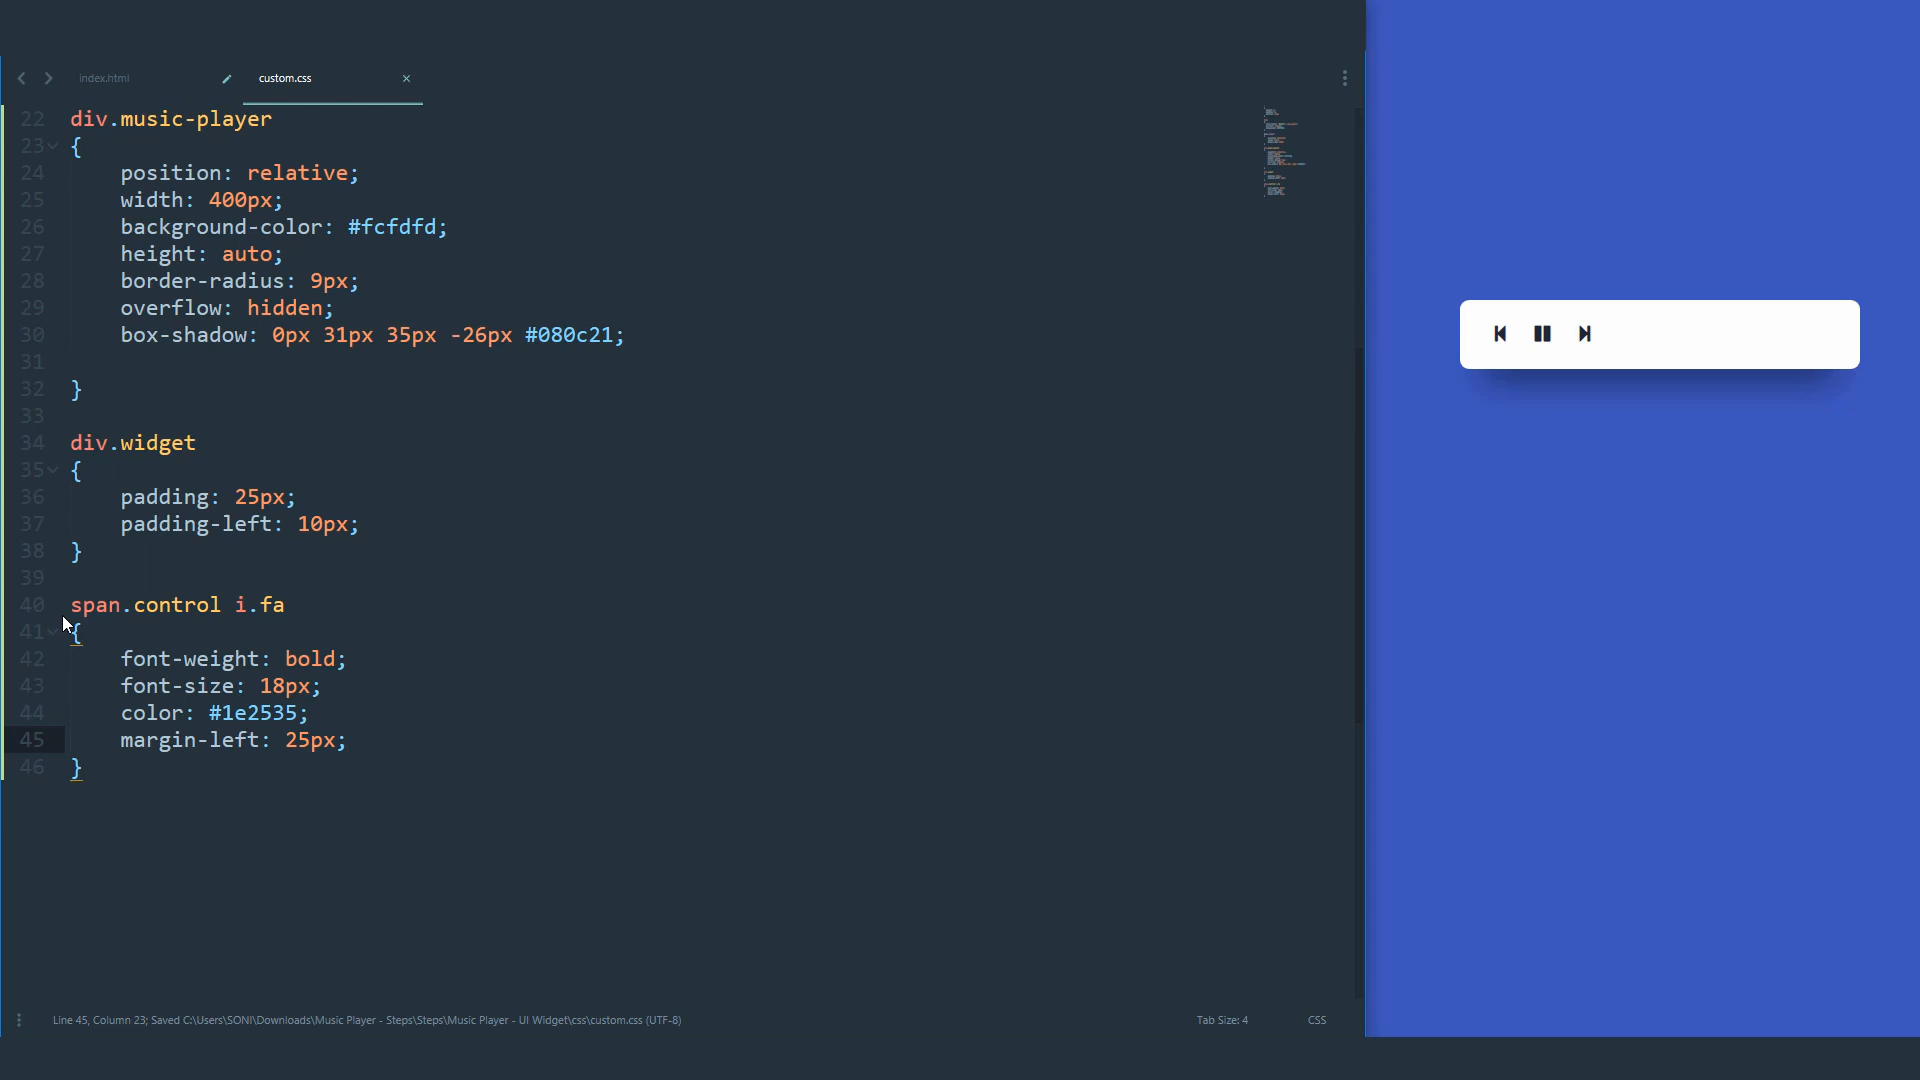 index.html
custom.css
22 div.music-player
23 {
24 position: relative;
25 width: 400px;
26 background-color: #fcfdfd;
27 height: auto;
28 border-radius: 9px;
29 overflow: hidden;
30 box-shadow: 0px 31px 35px -26px #080c21;
31
32 }
33
34 div.widget
35 {
36 padding: 25px;
37 padding-left: 10px;
38 }
39
40 span.control i.fa
41 {
42 font-weight: bold;
43 font-size: 18px;
44 color: #1e2535;
45 margin-left: 25px;
46 }
Line 45, Column 23; Saved C:\Users\SONI\Downloads\Music Player - Steps\Steps\Music Player - UI Widget\css\custom.css (UTF-8)
Tab Size: 4
CSS